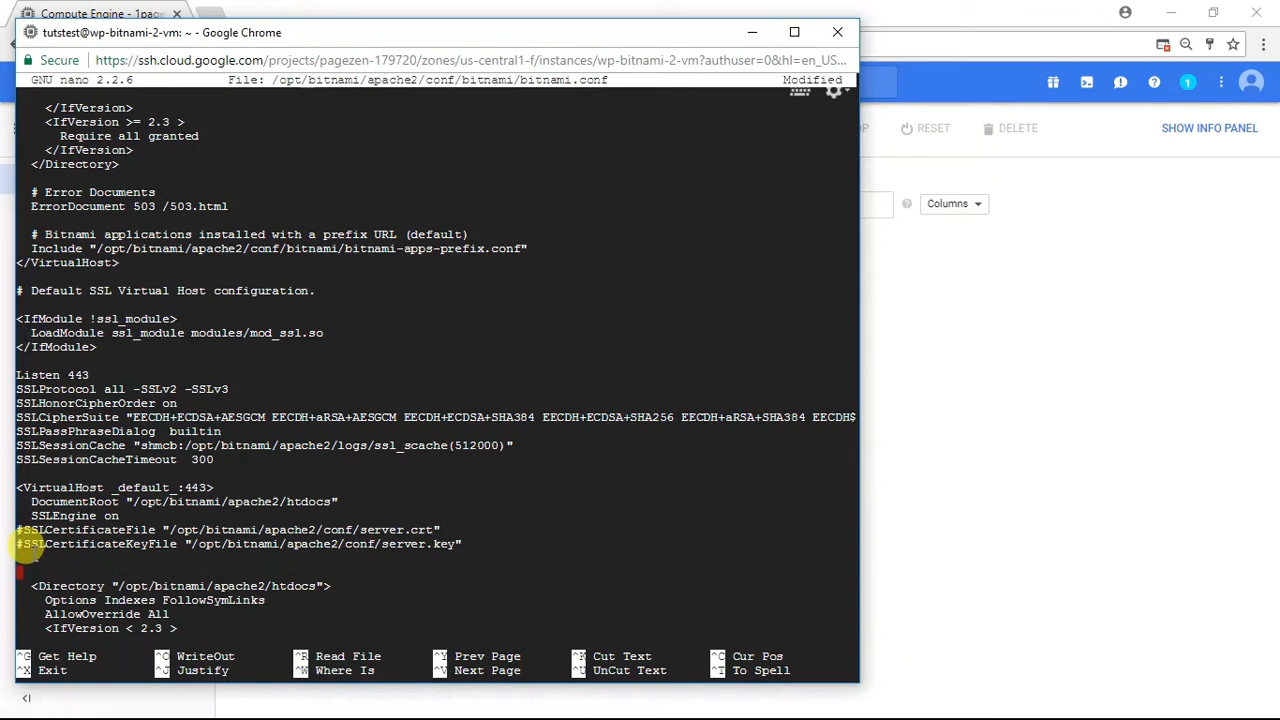 Compute Engine - 1page
tutstest@wp-bitnami-2-vm: ~ - Google Chrome
Secure https://ssh.cloud.google.com/projects/pagezen-179720/zones/us-central1-f/instances/wp-bitnami-2-vm?authuser=0&hl=en_US...
GNU nano 2.2.6 File: /opt/bitnami/apache2/conf/bitnami/bitnami.conf Modified
1
</IfVersion>
<IfVersion >= 2.3 >
Require all granted
RESET DELETE SHOW INFO PANEL
</IfVersion>
</Directory>
# Error Documents
ErrorDocument 503 /503.html
Columns
# Bitnami applications installed with a prefix URL (default)
Include "/opt/bitnami/apache2/conf/bitnami/bitnami-apps-prefix.conf"
</VirtualHost>
# Default SSL Virtual Host configuration.
<IfModule !ssl_module>
LoadModule ssl_module modules/mod_ssl.so
</IfModule>
Listen 443
SSLProtocol all -SSLv2 -SSLv3
SSLHonorCipherOrder on
SSLCipherSuite "EECDH+ECDSA+AESGCM EECDH+aRSA+AESGCM EECDH+ECDSA+SHA384 EECDH+ECDSA+SHA256 EECDH+aRSA+SHA384 EECDH$
SSLPassPhraseDialog builtin
SSLSessionCache "shmcb:/opt/bitnami/apache2/logs/ssl_scache(512000)"
SSLSessionCacheTimeout 300
<VirtualHost _default_:443>
DocumentRoot "/opt/bitnami/apache2/htdocs"
SSLEngine on
#SSLCertificateFile "/opt/bitnami/apache2/conf/server.crt"
#SSLCertificateKeyFile "/opt/bitnami/apache2/conf/server.key"
<Directory "/opt/bitnami/apache2/htdocs">
Options Indexes FollowSymLinks
AllowOverride All
<IfVersion < 2.3 >
^G Get Help ^O WriteOut ^R Read File ^Y Prev Page ^K Cut Text ^C Cur Pos
^X Exit ^J Justify ^W Where Is ^V Next Page ^U UnCut Text ^T To Spell